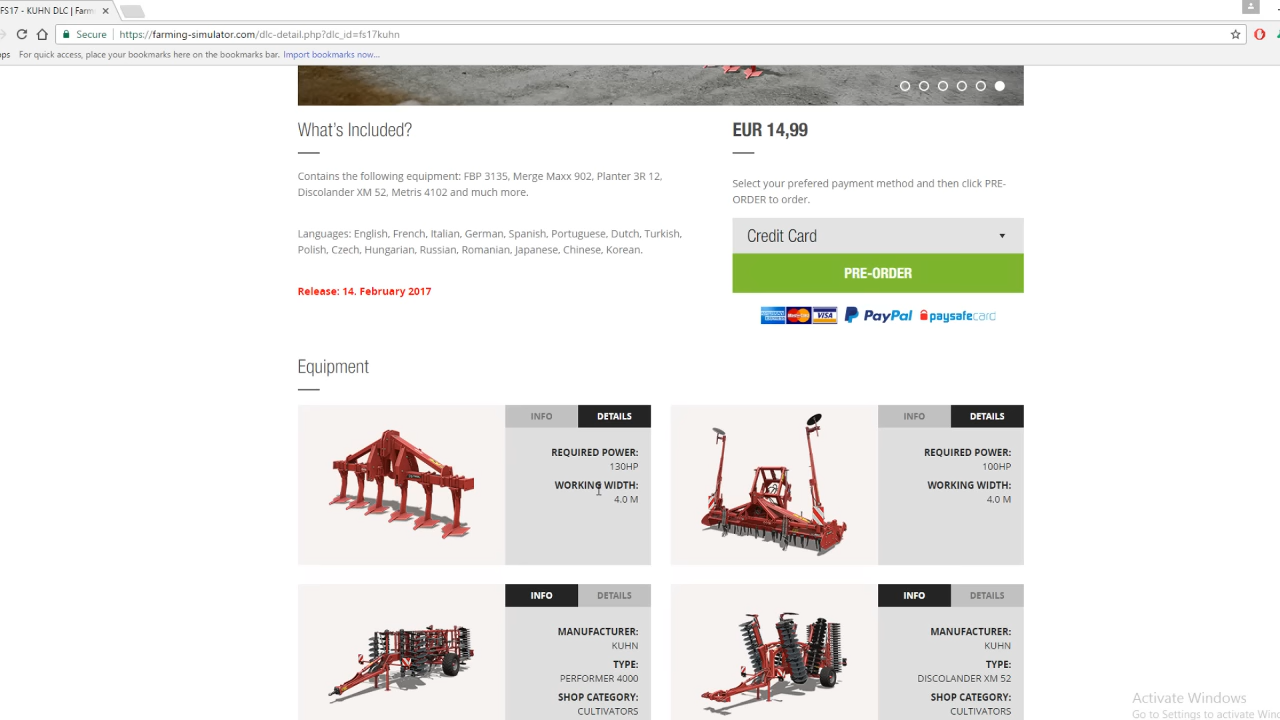 FS17 - KUHN DLC | Farm
Secure
https://farming-simulator.com/dlc-detail.php?dlc_id=fs17kuhn
ps
For quick access, place your bookmarks here on the bookmarks bar. Import bookmarks now...
What's Included?
Contains the following equipment: FBP 3135, Merge Maxx 902, Planter 3R 12,
Discolander XM 52, Metris 4102 and much more.
Languages: English, French, Italian, German, Spanish, Portuguese, Dutch, Turkish,
Polish, Czech, Hungarian, Russian, Romanian, Japanese, Chinese, Korean.
Release: 14. February 2017
EUR 14,99
Select your prefered payment method and then click PRE-
ORDER to order.
Credit Card
PRE-ORDER
VISA
PayPal
paysafecard
Equipment
INFO
DETAILS
REQUIRED POWER:
130HP
WORKING WIDTH:
4.0 M
INFO
DETAILS
REQUIRED POWER:
100HP
WORKING WIDTH:
4.0 M
INFO
DETAILS
MANUFACTURER:
KUHN
TYPE:
PERFORMER 4000
SHOP CATEGORY:
CULTIVATORS
INFO
DETAILS
MANUFACTURER:
KUHN
TYPE:
DISCOLANDER XM 52
SHOP CATEGORY:
CULTIVATORS
Activate Windows
Go to Settings to activate Win